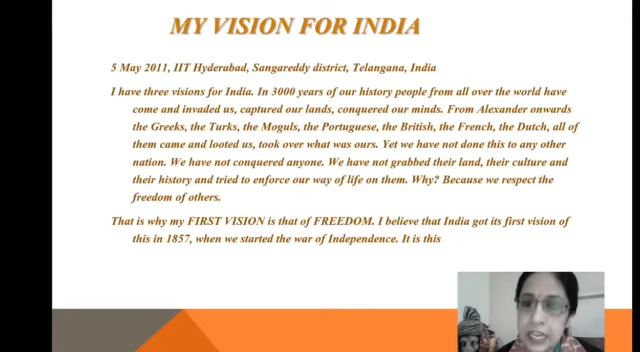 MY VISION FOR INDIA
5 May 2011, IIT Hyderabad, Sangareddy district, Telangana, India
I have three visions for India. In 3000 years of our history people from all over the world have
come and invaded us, captured our lands, conquered our minds. From Alexander onwards
the Greeks, the Turks, the Moguls, the Portuguese, the British, the French, the Dutch, all of
them came and looted us, took over what was ours. Yet we have not done this to any other
nation. We have not conquered anyone. We have not grabbed their land, their culture and
their history and tried to enforce our way of life on them. Why? Because we respect the
freedom of others.
That is why my FIRST VISION is that of FREEDOM. I believe that India got its first vision of
this in 1857, when we started the war of Independence. It is this